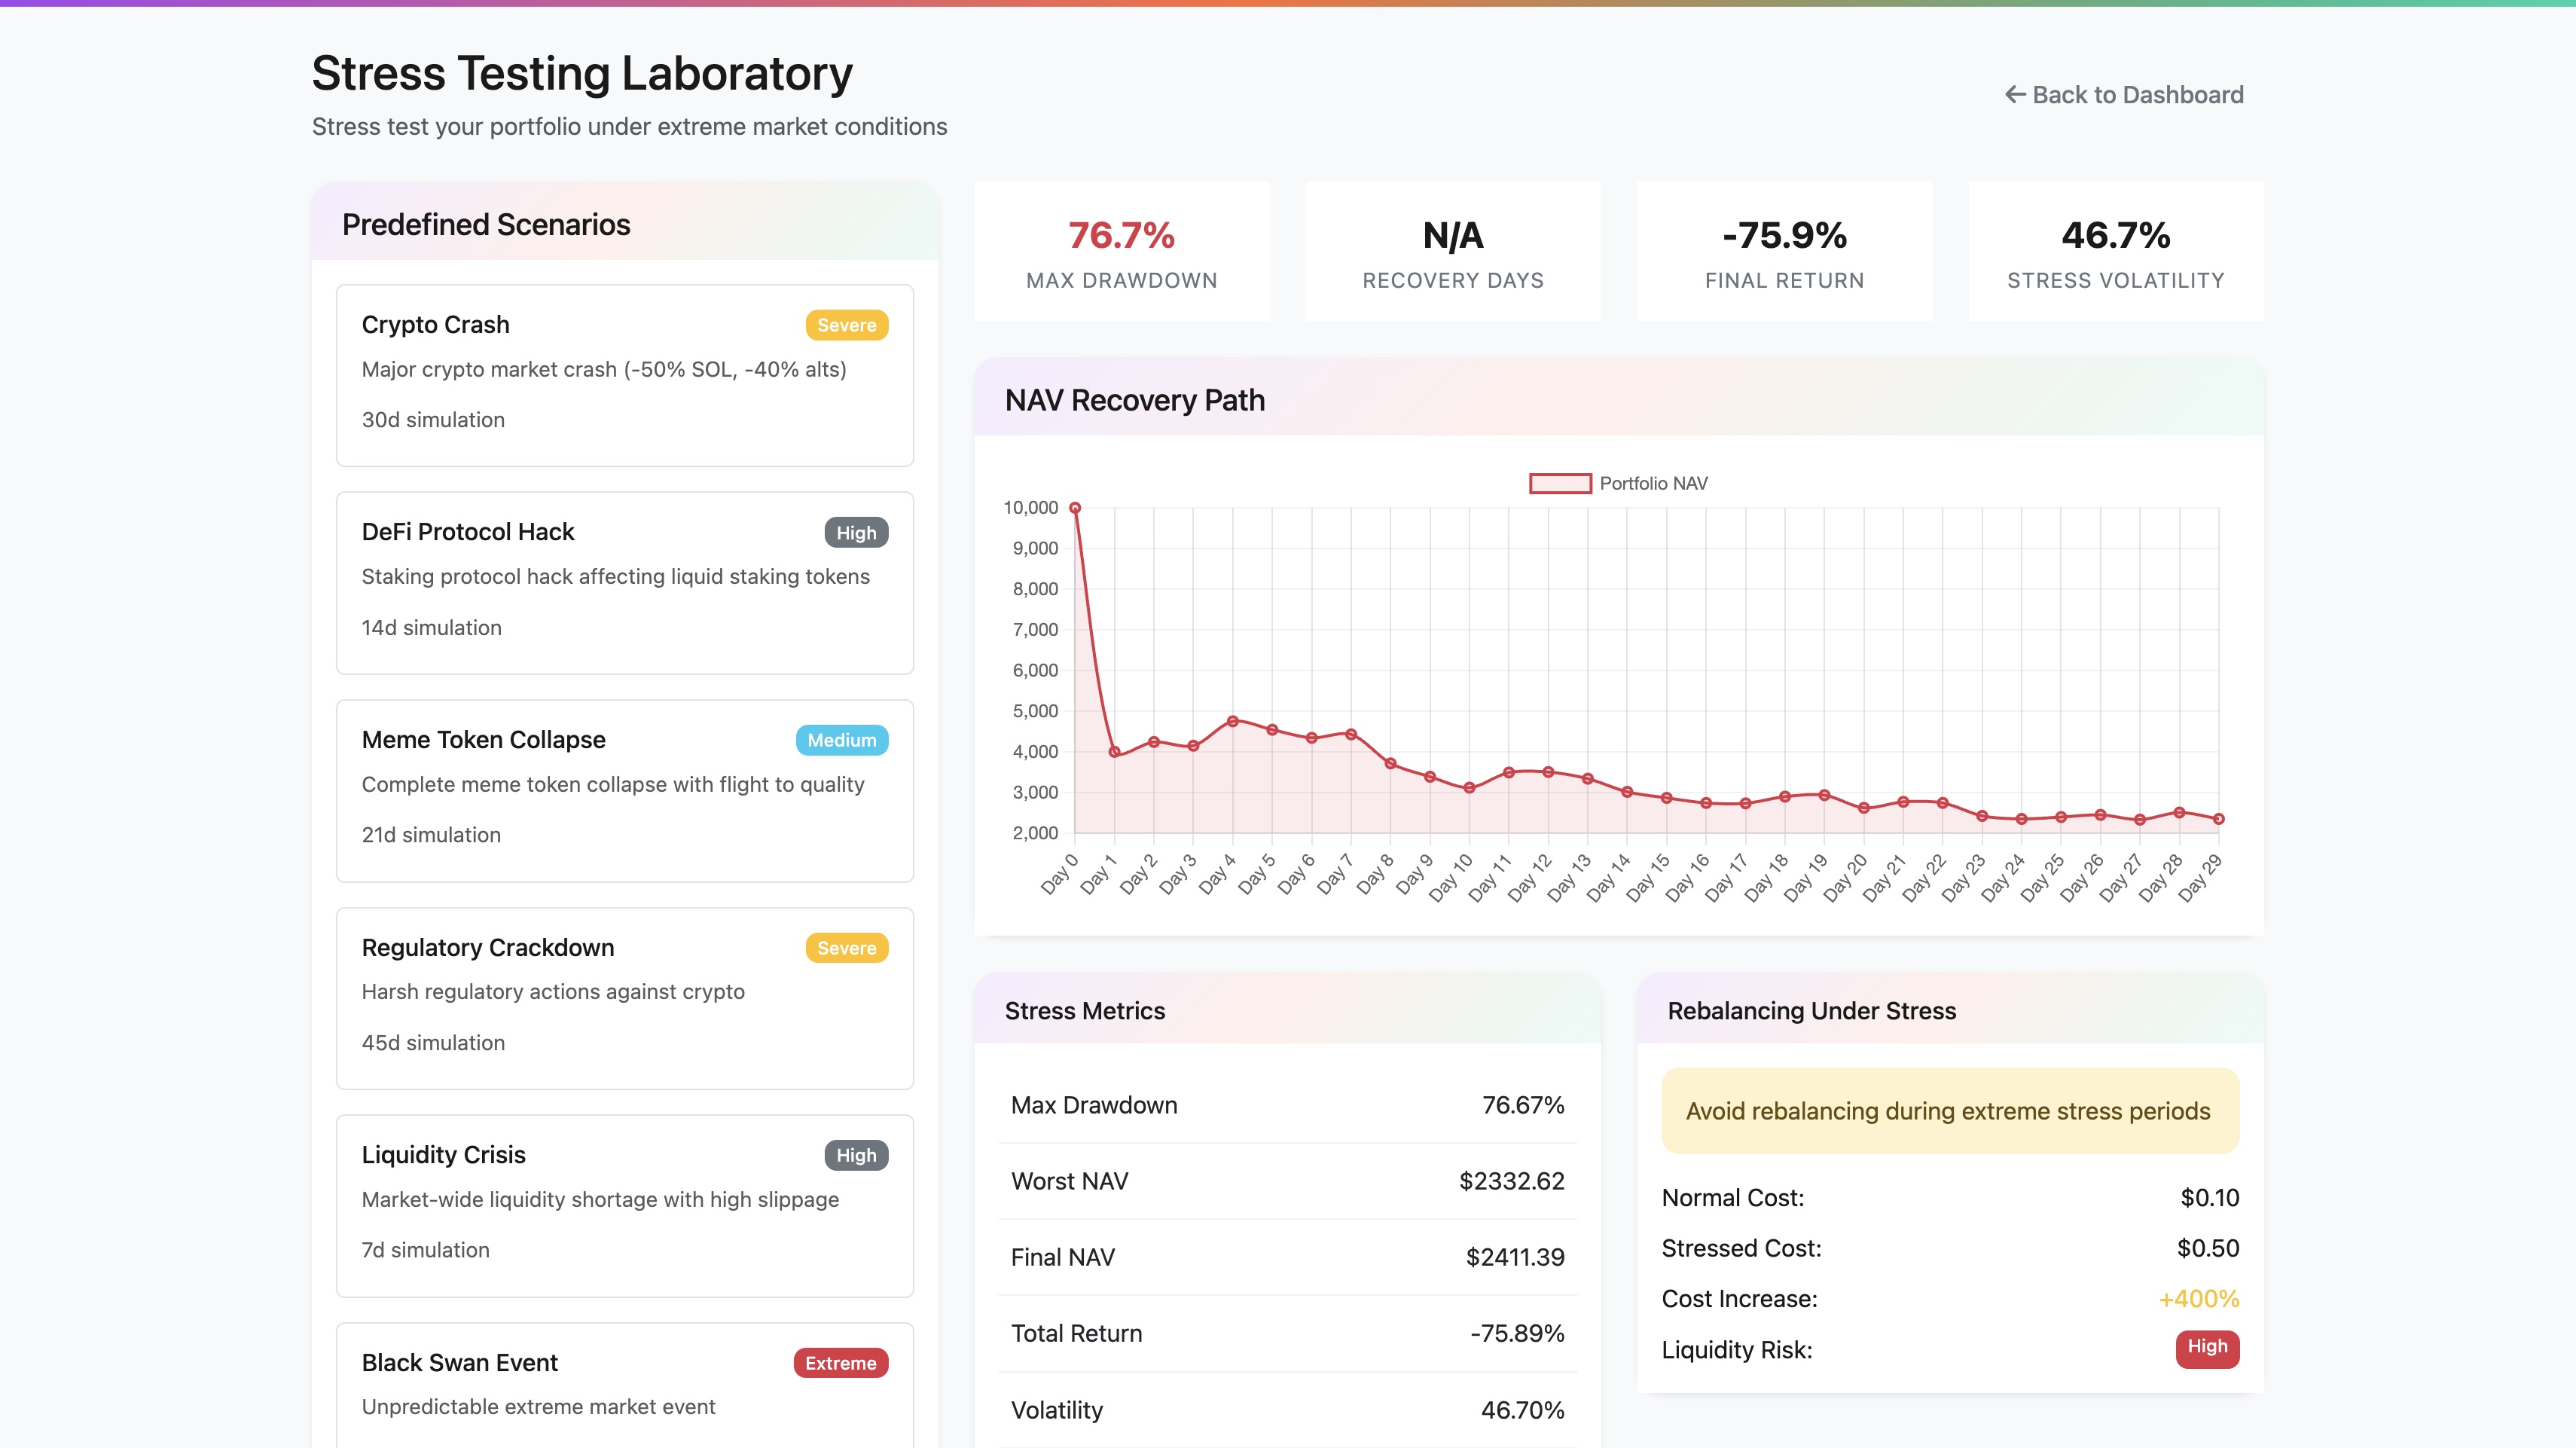 Stress Testing Laboratory
Stress test your portfolio under extreme market conditions
← Back to Dashboard
Predefined Scenarios
Crypto Crash
Severe
Major crypto market crash (-50% SOL, -40% alts)
30d simulation
DeFi Protocol Hack
High
Staking protocol hack affecting liquid staking tokens
14d simulation
Meme Token Collapse
Medium
Complete meme token collapse with flight to quality
21d simulation
Regulatory Crackdown
Severe
Harsh regulatory actions against crypto
45d simulation
Liquidity Crisis
High
Market-wide liquidity shortage with high slippage
7d simulation
Black Swan Event
Extreme
Unpredictable extreme market event
76.7%
MAX DRAWDOWN
N/A
RECOVERY DAYS
-75.9%
FINAL RETURN
46.7%
STRESS VOLATILITY
NAV Recovery Path
Portfolio NAV
10,000
9,000
8,000
7,000
6,000
5,000
4,000
3,000
2,000
Day 0
Day 1
Day 2
Day 3
Day 4
Day 5
Day 6
Day 7
Day 8
Day 9
Day 10
Day 11
Day 12
Day 13
Day 14
Day 15
Day 16
Day 17
Day 18
Day 19
Day 20
Day 21
Day 22
Day 23
Day 24
Day 25
Day 26
Day 27
Day 28
Day 29
Stress Metrics
Max Drawdown 76.67%
Worst NAV $2332.62
Final NAV $2411.39
Total Return -75.89%
Volatility 46.70%
Rebalancing Under Stress
Avoid rebalancing during extreme stress periods
Normal Cost: $0.10
Stressed Cost: $0.50
Cost Increase: +400%
Liquidity Risk: High